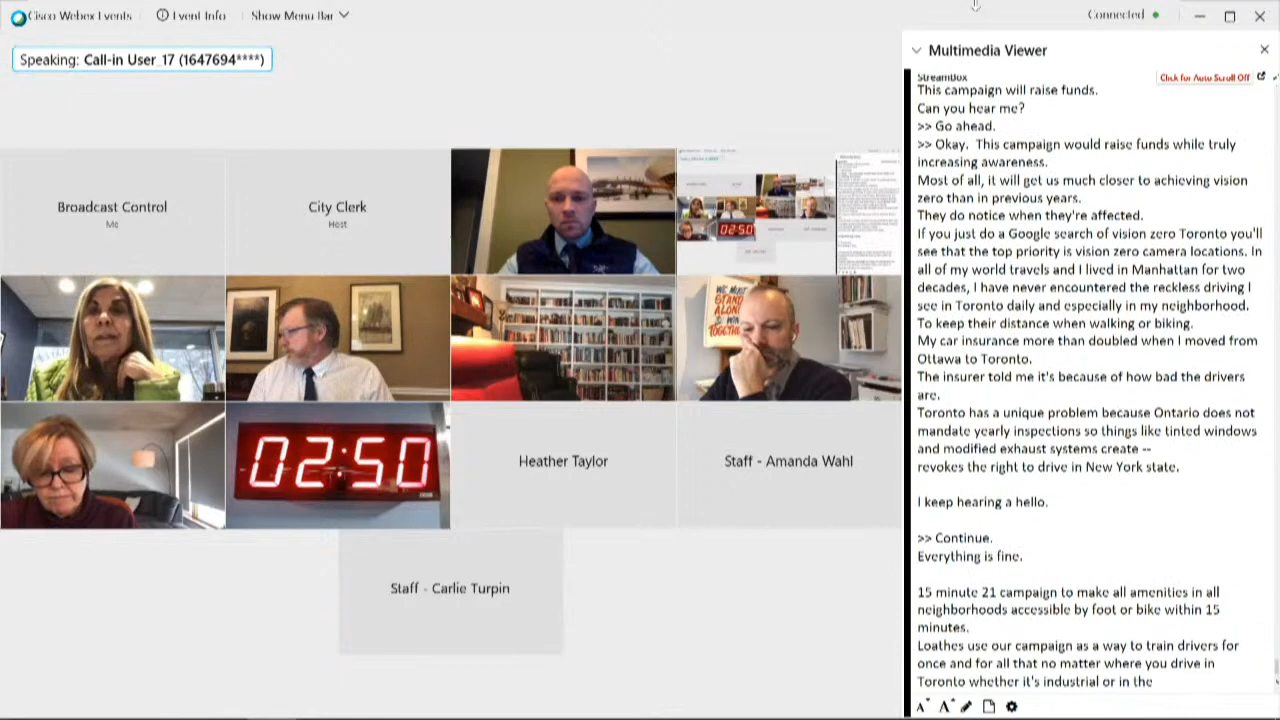 Cisco Webex Events
Event Info
Show Menu Bar
Connected
Speaking: Call-in User_17 (1647694****)
Multimedia Viewer
StreamBox
Click for Auto Scroll Off
This campaign will raise funds.
Can you hear me?
>> Go ahead.
>> Okay.  This campaign would raise funds while truly
increasing awareness.
Most of all, it will get us much closer to achieving vision
zero than in previous years.
They do notice when they're affected.
If you just do a Google search of vision zero Toronto you'll
see that the top priority is vision zero camera locations. In
all of my world travels and I lived in Manhattan for two
decades, I have never encountered the reckless driving I
see in Toronto daily and especially in my neighborhood.
To keep their distance when walking or biking.
My car insurance more than doubled when I moved from
Ottawa to Toronto.
The insurer told me it's because of how bad the drivers
are.
Toronto has a unique problem because Ontario does not
mandate yearly inspections so things like tinted windows
and modified exhaust systems create --
revokes the right to drive in New York state.
I keep hearing a hello.
>> Continue.
Everything is fine.
15 minute 21 campaign to make all amenities in all
neighborhoods accessible by foot or bike within 15
minutes.
Loathes use our campaign as a way to train drivers for
once and for all that no matter where you drive in
Toronto whether it's industrial or in the
Broadcast
Me
City Clerk
Host
WE MUST
STAND
ALONE
WIN
TOGETHER
02:50
02:50
Heather Taylor
Staff - Amanda Wahl
Staff - Carlie Turpin